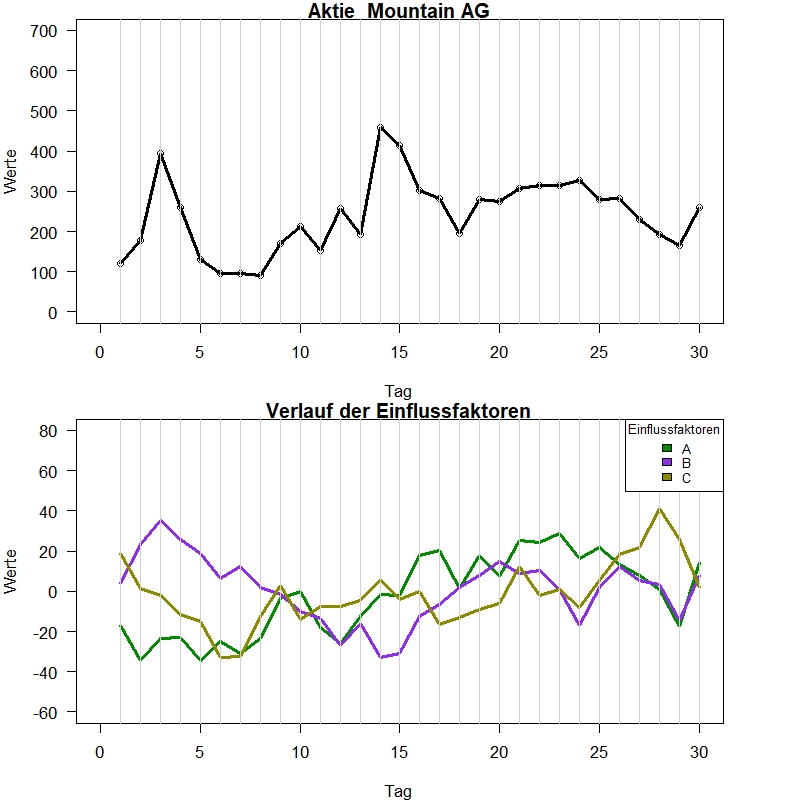 Aktie  Mountain AG
Werte
700
600
500
400
300
200
100
0
0 5 10 15 20 25 30
Tag
Verlauf der Einflussfaktoren
Werte
80
60
40
20
0
-20
-40
-60
Einflussfaktoren
A
B
C
0 5 10 15 20 25 30
Tag